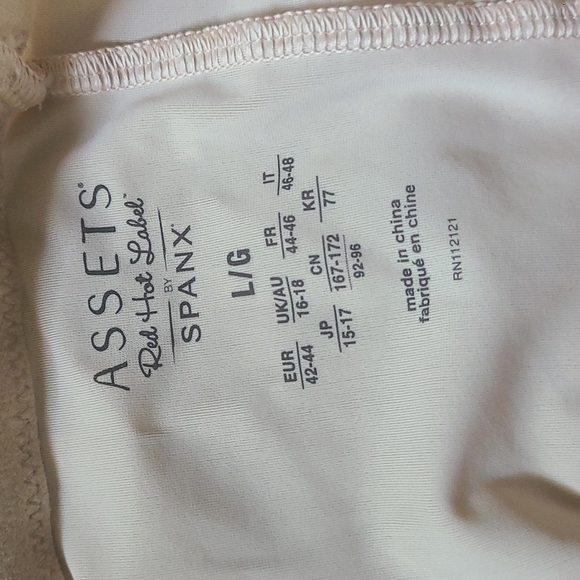 ASSETS®
Red Hot Label™
BY
SPANX®
L/G
EUR UK/AU FR IT
42-44 16-18 44-46 46-48
JP CN KR
15-17 167-172 77
92-96
made in china
fabriqué en chine
RN112121